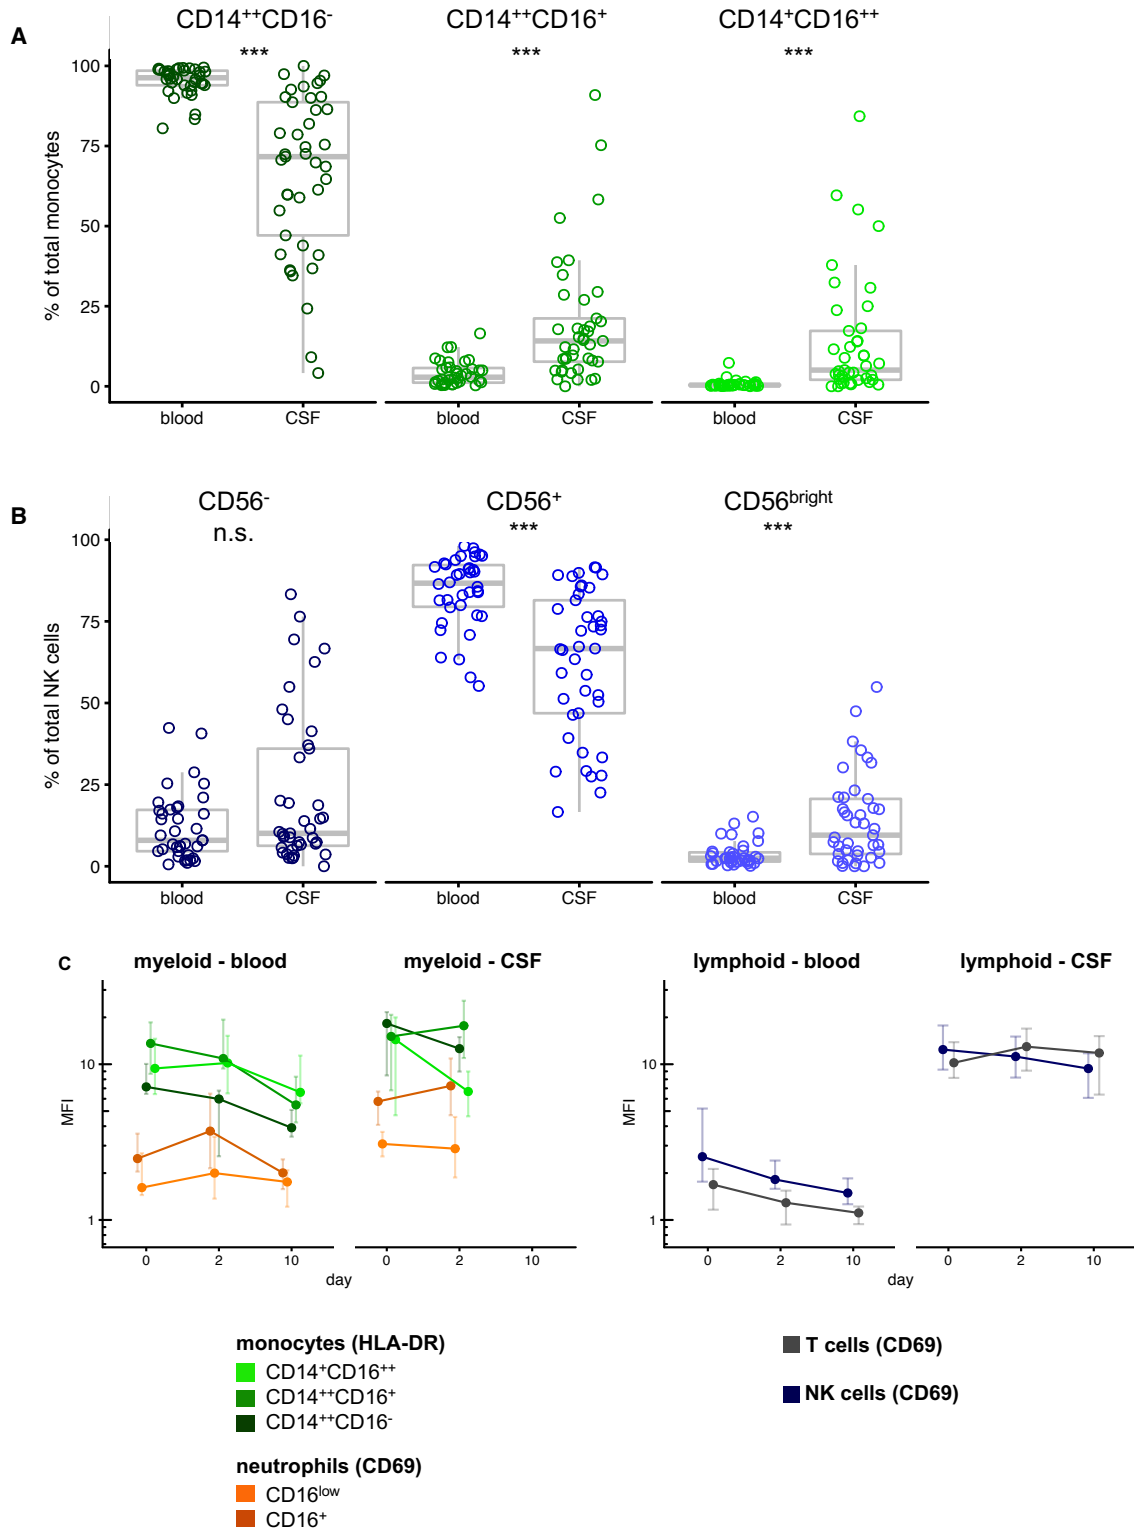 A
CD14⁺⁺CD16⁻ CD14⁺⁺CD16⁺ CD14⁺CD16⁺⁺
*** *** ***
% of total monocytes
100
75
50
25
0
blood CSF blood CSF blood CSF
B
CD56⁻ CD56⁺ CD56ᵇʳⁱᵍʰᵗ
n.s. *** ***
% of total NK cells
100
75
50
25
0
blood CSF blood CSF blood CSF
C
myeloid - blood myeloid - CSF lymphoid - blood lymphoid - CSF
MFI MFI
10 10
1 1
0 2 10 0 2 10 0 2 10 0 2 10
day day
monocytes (HLA-DR)
CD14⁺CD16⁺⁺
CD14⁺⁺CD16⁺
CD14⁺⁺CD16⁻
neutrophils (CD69)
CD16ˡᵒʷ
CD16⁺
T cells (CD69)
NK cells (CD69)